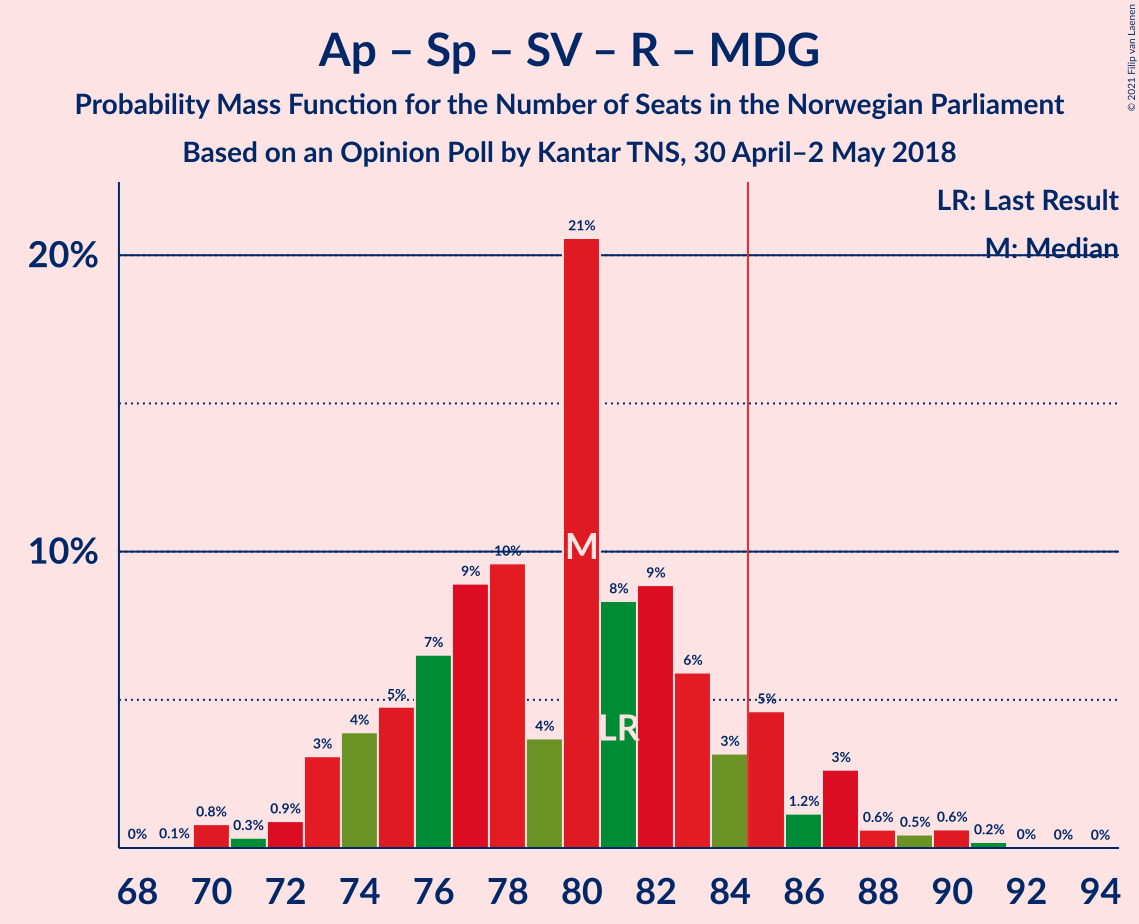 Ap – Sp – SV – R – MDG
Probability Mass Function for the Number of Seats in the Norwegian Parliament
Based on an Opinion Poll by Kantar TNS, 30 April–2 May 2018
© 2021 Filip van Laenen
LR: Last Result
M: Median
20%
10%
0% 0.1% 0.8% 0.3% 0.9% 3% 4% 5% 7% 9% 10% 4% 21% 8% 9% 6% 3% 5% 1.2% 3% 0.6% 0.5% 0.6% 0.2% 0% 0% 0%
M
LR
68 70 72 74 76 78 80 82 84 86 88 90 92 94